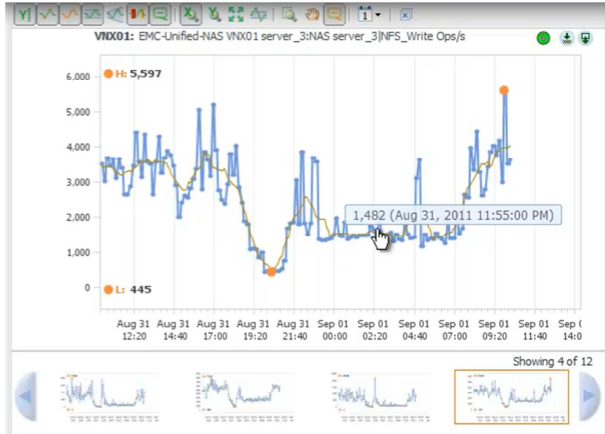 VNX01: EMC-Unified-NAS VNX01 server_3:NAS server_3|NFS_Write Ops/s
H: 5,597
6,000
5,000
4,000
3,000
2,000
1,000
0
1,482 (Aug 31, 2011 11:55:00 PM)
L: 445
Aug 31 Aug 31 Aug 31 Aug 31 Aug 31 Sep 01 Sep 01 Sep 01 Sep 01 Sep 01 Sep 01 Sep
12:20 14:40 17:00 19:20 21:40 00:00 02:20 04:40 07:00 09:20 11:40 14:0
Showing 4 of 12